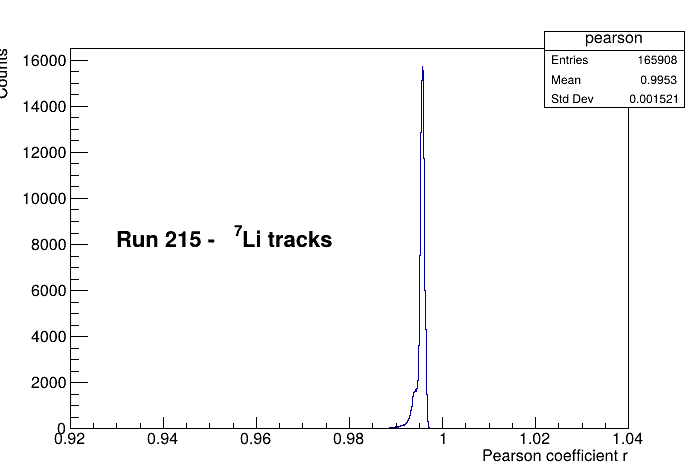 pearson
Entries 165908
Mean 0.9953
Std Dev 0.001521
Counts
16000
14000
12000
10000
8000
6000
4000
2000
0
Run 215 - ⁷Li tracks
0.92 0.94 0.96 0.98 1 1.02 1.04
Pearson coefficient r